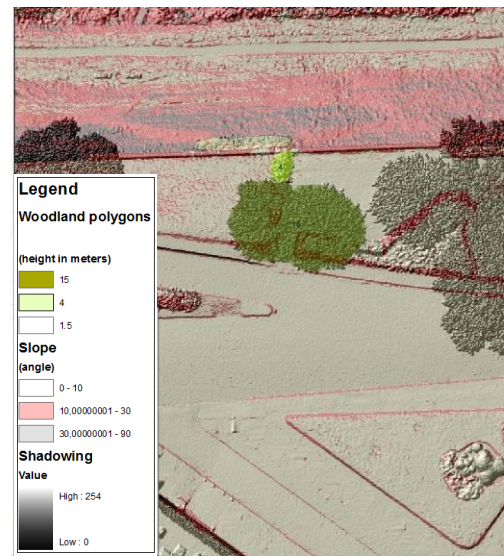 Legend
Woodland polygons
(height in meters)
15
4
1.5
Slope
(angle)
0 - 10
10,00000001 - 30
30,00000001 - 90
Shadowing
Value
High : 254
Low : 0